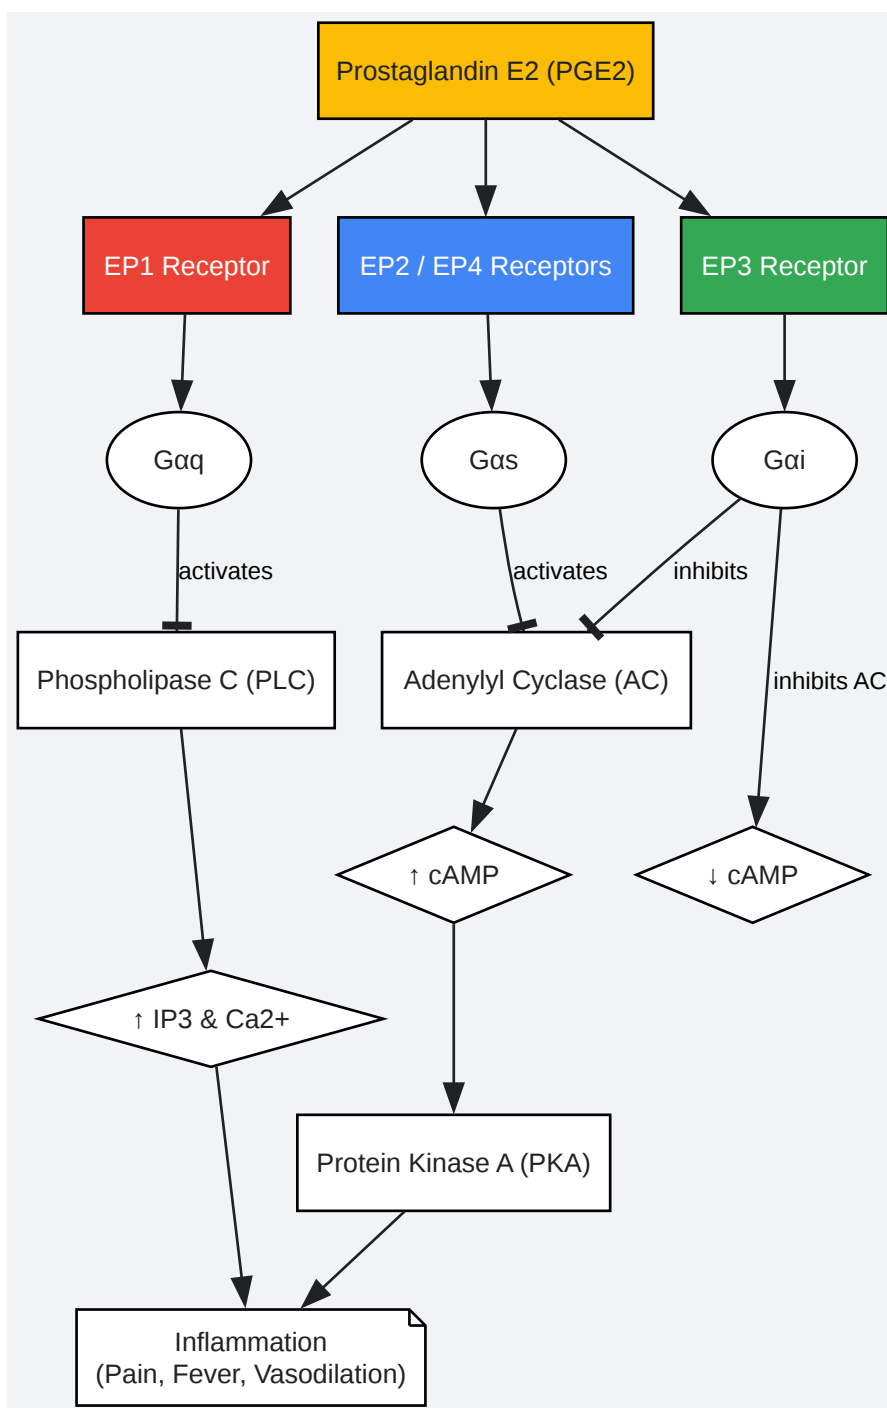 Prostaglandin E2 (PGE2)
EP1 Receptor
EP2 / EP4 Receptors
EP3 Receptor
Gαq
Gαs
Gαi
activates
activates
inhibits
Phospholipase C (PLC)
Adenylyl Cyclase (AC)
inhibits AC
↑ cAMP
↓ cAMP
↑ IP3 & Ca2+
Protein Kinase A (PKA)
Inflammation
(Pain, Fever, Vasodilation)